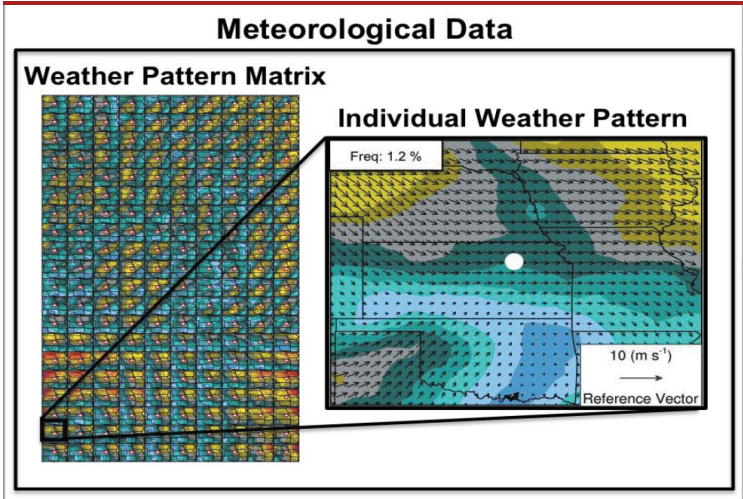 Meteorological Data
Weather Pattern Matrix
Individual Weather Pattern
Freq: 1.2 %
10 (m s⁻¹)
Reference Vector